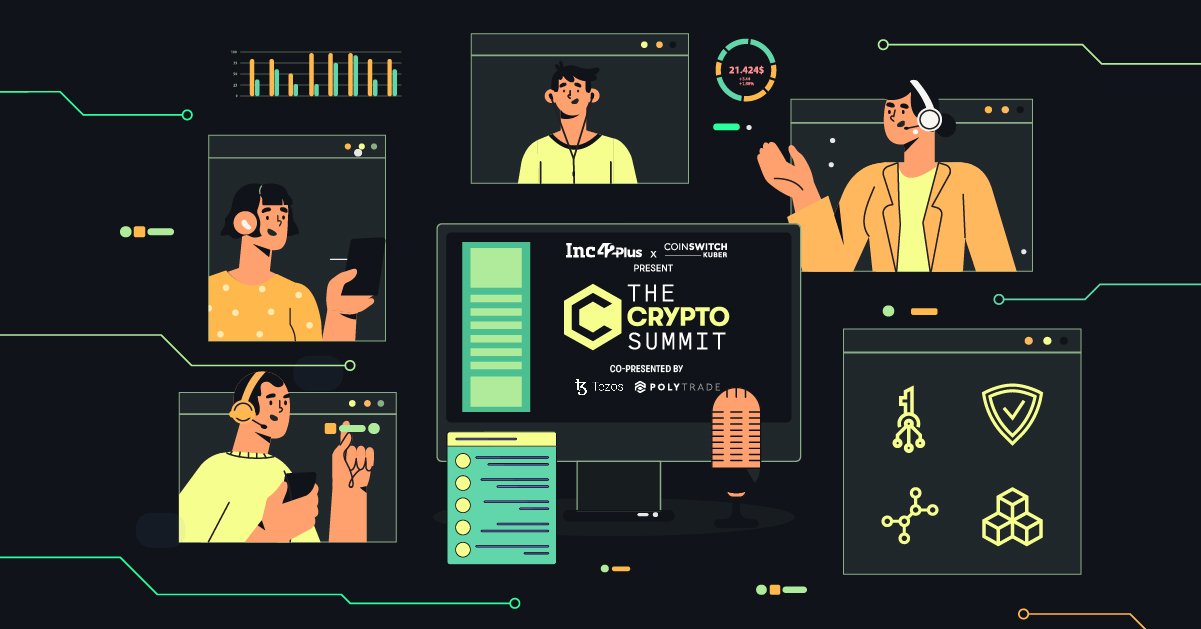 21.424$
Inc42 Plus x COINSWITCH
KUBER
PRESENT
THE
CRYPTO
SUMMIT
CO-PRESENTED BY
Tezos POLYTRADE